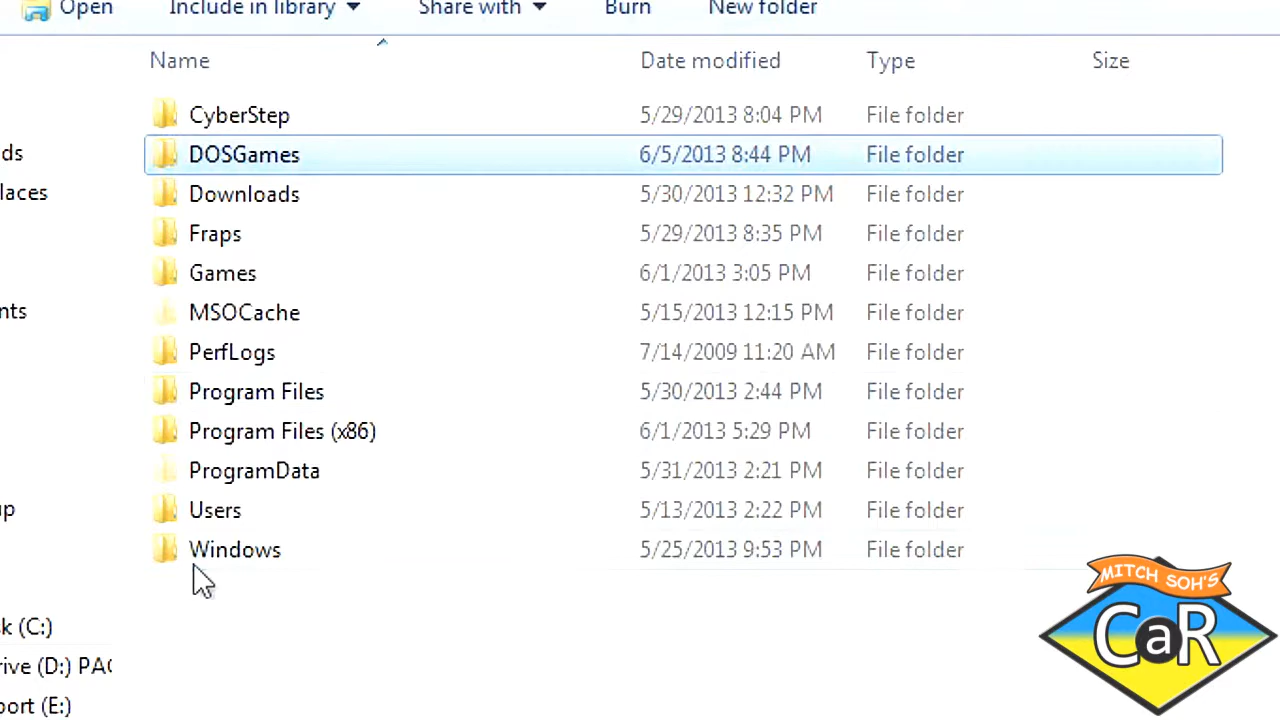 Open Include in library Share with Burn New folder
Name Date modified Type Size
CyberStep 5/29/2013 8:04 PM File folder
ds DOSGames 6/5/2013 8:44 PM File folder
laces Downloads 5/30/2013 12:32 PM File folder
Fraps 5/29/2013 8:35 PM File folder
Games 6/1/2013 3:05 PM File folder
nts MSOCache 5/15/2013 12:15 PM File folder
PerfLogs 7/14/2009 11:20 AM File folder
Program Files 5/30/2013 2:44 PM File folder
Program Files (x86) 6/1/2013 5:29 PM File folder
ProgramData 5/31/2013 2:21 PM File folder
p Users 5/13/2013 2:22 PM File folder
Windows 5/25/2013 9:53 PM File folder
k (C:)
rive (D:) PAC
port (E:)
MITCH SOH'S
CaR